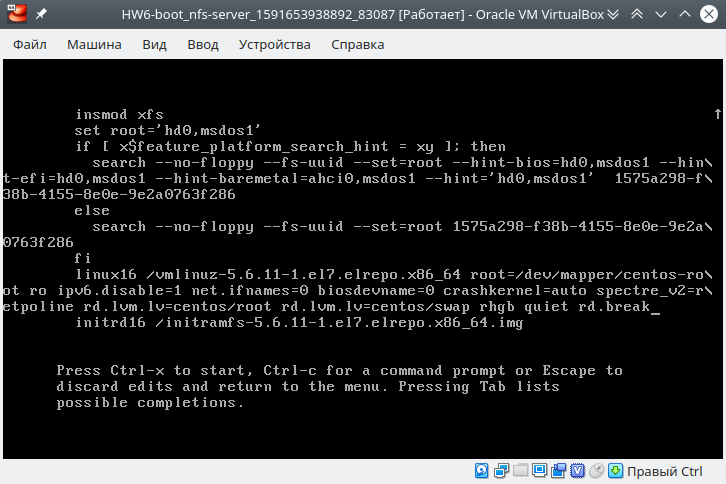 HW6-boot_nfs-server_1591653938892_83087 [Работает] - Oracle VM VirtualBox
Файл Машина Вид Ввод Устройства Справка
insmod xfs
set root='hd0,msdos1'
if [ x$feature_platform_search_hint = xy ]; then
search --no-floppy --fs-uuid --set=root --hint-bios=hd0,msdos1 --hin\
t-efi=hd0,msdos1 --hint-baremetal=ahci0,msdos1 --hint='hd0,msdos1'  1575a298-f\
38b-4155-8e0e-9e2a0763f286
else
search --no-floppy --fs-uuid --set=root 1575a298-f38b-4155-8e0e-9e2a\
0763f286
fi
linux16 /vmlinuz-5.6.11-1.el7.elrepo.x86_64 root=/dev/mapper/centos-ro\
ot ro ipv6.disable=1 net.ifnames=0 biosdevname=0 crashkernel=auto spectre_v2=r\
etpoline rd.lvm.lv=centos/root rd.lvm.lv=centos/swap rhgb quiet rd.break_
initrd16 /initramfs-5.6.11-1.el7.elrepo.x86_64.img
Press Ctrl-x to start, Ctrl-c for a command prompt or Escape to
discard edits and return to the menu. Pressing Tab lists
possible completions.
Правый Ctrl